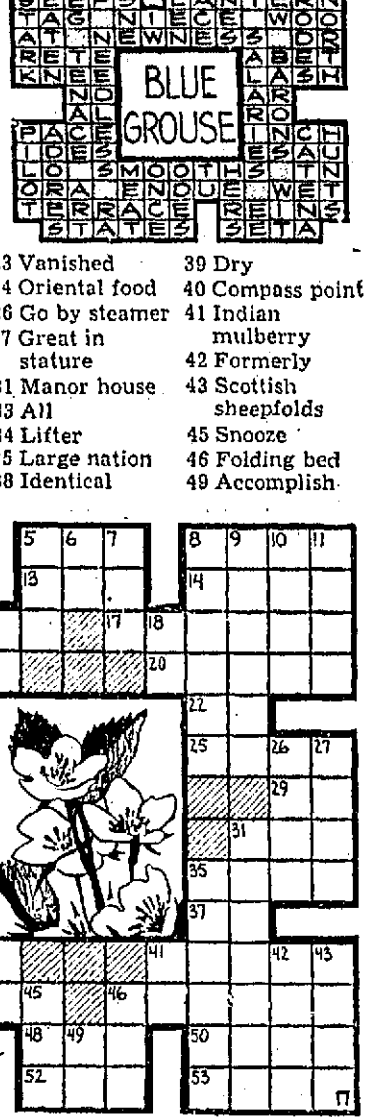 TAG NIECE WOO
AT NEWNESS OR
RETE ABET
KNEE LASH
BLUE
GROUSE
ND AR
AL RO
PACE INCH
IDES ES AU
LO SMOOTH TN
ORA ENOUE WET
T ERRACES REINS
STATES SETA
3 Vanished
4 Oriental food
6 Go by steamer
7 Great in
stature
1 Manor house
3 All
4 Lifter
5 Large nation
8 Identical
39 Dry
40 Compass point
41 Indian
mulberry
42 Formerly
43 Scottish
sheepfolds
45 Snooze
46 Folding bed
49 Accomplish
5 6 7 8 9 10 11
13 14
17 18
20
22
25 26 27
29
31
35
37
41 42 43
45 46
48 49 50
52 53